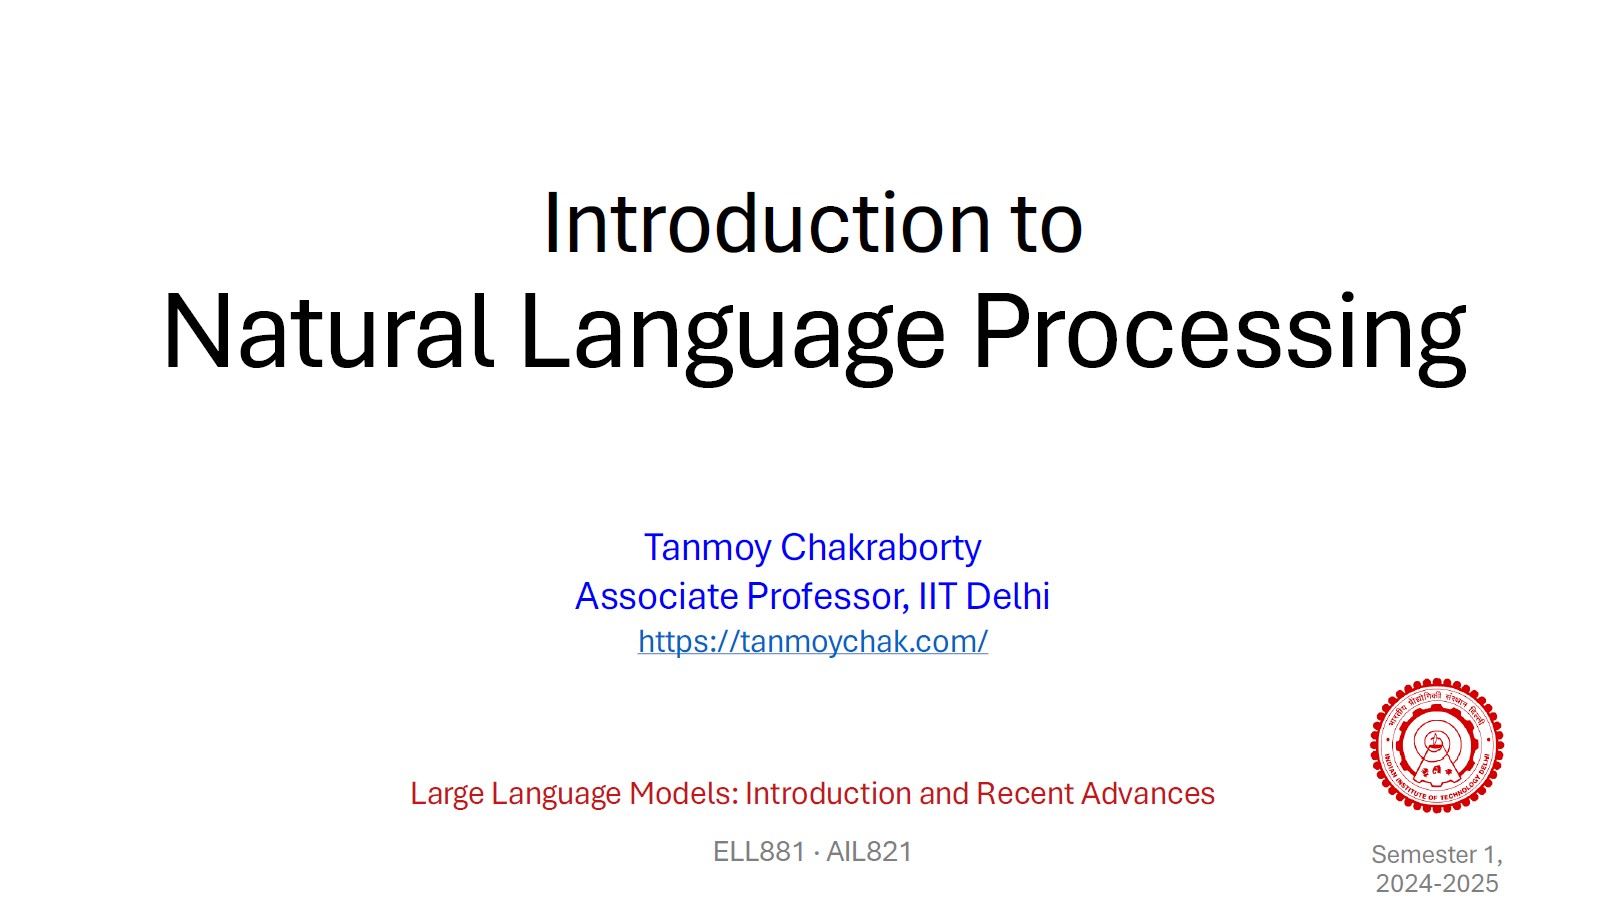 Introduction to
Natural Language Processing
Tanmoy Chakraborty
Associate Professor, IIT Delhi
https://tanmoychak.com/
भारतीय प्रौद्योगिकी संस्थान दिल्ली
INDIAN INSTITUTE OF TECHNOLOGY DELHI
Large Language Models: Introduction and Recent Advances
ELL881 · AIL821
Semester 1,
2024-2025